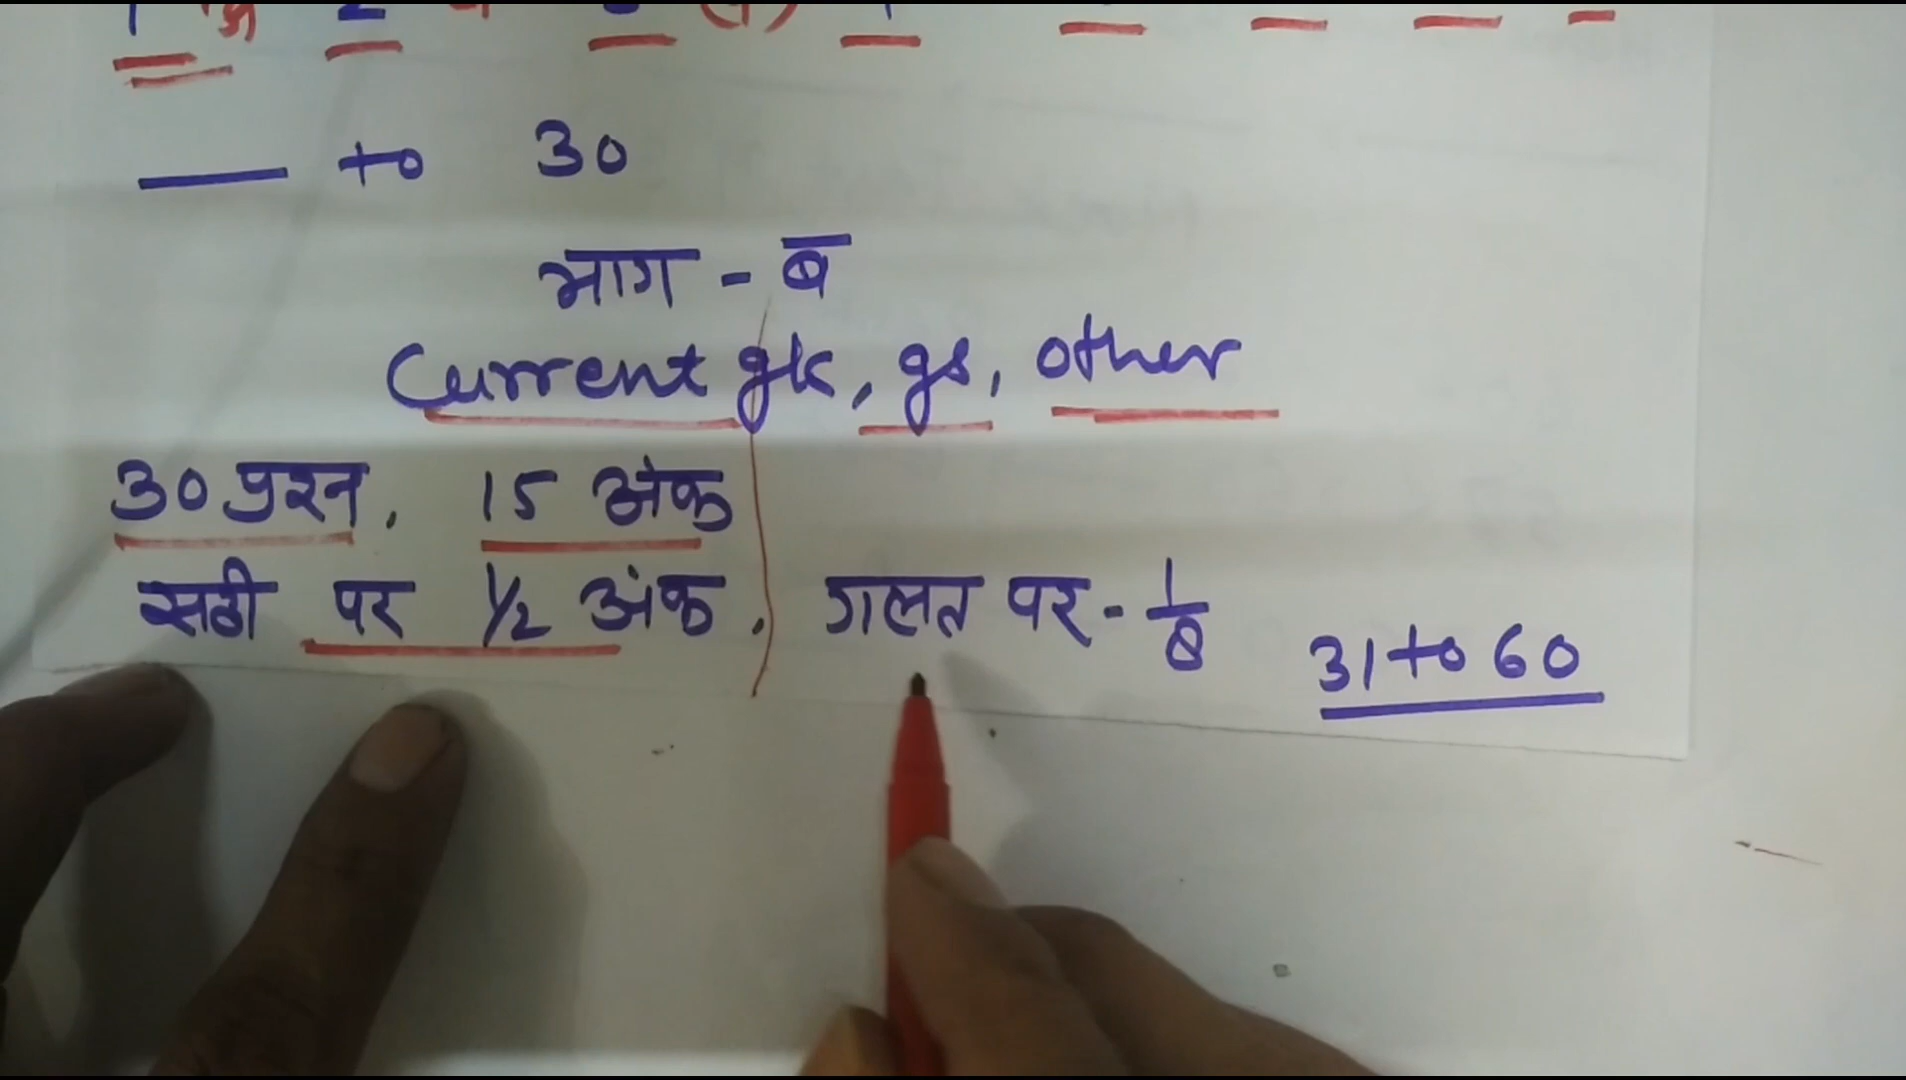 to 30
भाग - ब
Current gk, gs, other
30 प्रश्न, 15 अंक
सही पर 1/2 अंक, गलत पर - 1/8
31 to 60